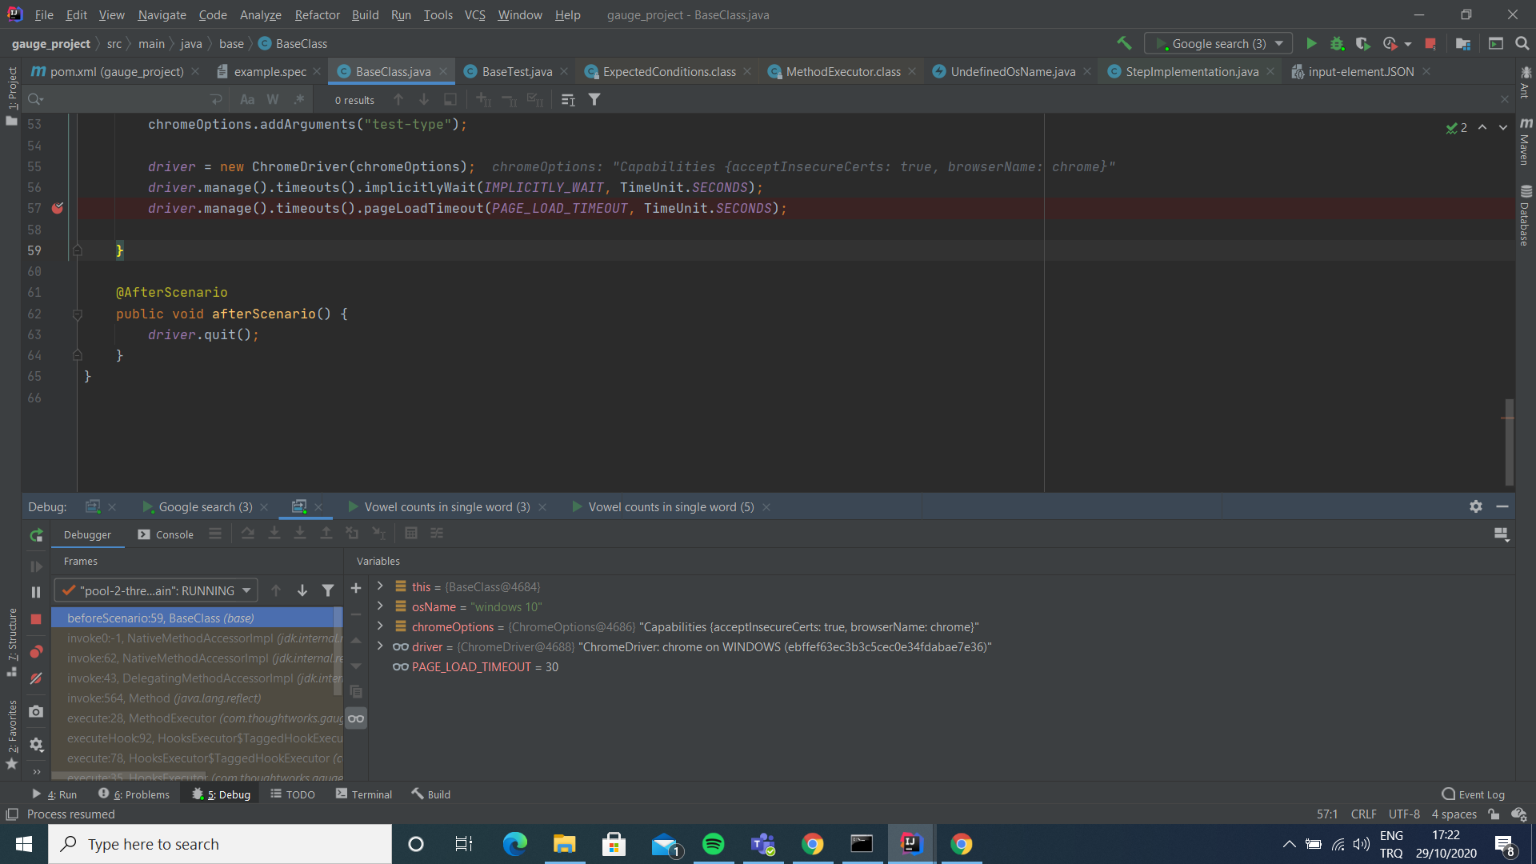 File Edit View Navigate Code Analyze Refactor Build Run Tools VCS Window Help gauge_project - BaseClass.java
gauge_project src main java base BaseClass Google search (3)
pom.xml (gauge_project) example.spec BaseClass.java BaseTest.java ExpectedConditions.class MethodExecutor.class UndefinedOsName.java StepImplementation.java input-elementJSON
Aa W .* 0 results
1: Project
Ant
Maven
Database
2
53 chromeOptions.addArguments("test-type");
54
55 driver = new ChromeDriver(chromeOptions); chromeOptions: "Capabilities {acceptInsecureCerts: true, browserName: chrome}"
56 driver.manage().timeouts().implicitlyWait(IMPLICITLY_WAIT, TimeUnit.SECONDS);
57 driver.manage().timeouts().pageLoadTimeout(PAGE_LOAD_TIMEOUT, TimeUnit.SECONDS);
58
59 }
60
61 @AfterScenario
62 public void afterScenario() {
63 driver.quit();
64 }
65 }
66
Debug: Google search (3) Vowel counts in single word (3) Vowel counts in single word (5)
Debugger Console
Frames Variables
"pool-2-thre...ain": RUNNING
beforeScenario:59, BaseClass (base)
invoke0:-1, NativeMethodAccessorImpl (jdk.internal.re
invoke:62, NativeMethodAccessorImpl (jdk.internal.re
invoke:43, DelegatingMethodAccessorImpl (jdk.inter
invoke:564, Method (java.lang.reflect)
execute:28, MethodExecutor (com.thoughtworks.gaug
executeHook:92, HooksExecutor$TaggedHookExecu
execute:78, HooksExecutor$TaggedHookExecutor (c
execute:35, HooksExecutor (com.thoughtworks.gauge
this = {BaseClass@4684}
osName = "windows 10"
chromeOptions = {ChromeOptions@4686} "Capabilities {acceptInsecureCerts: true, browserName: chrome}"
driver = {ChromeDriver@4688} "ChromeDriver: chrome on WINDOWS (ebffef63ec3b3c5cec0e34fdabae7e36)"
PAGE_LOAD_TIMEOUT = 30
7: Structure
2: Favorites
4: Run 6: Problems 5: Debug TODO Terminal Build Event Log
Process resumed 57:1 CRLF UTF-8 4 spaces
Type here to search 1 ENG 17:22
TRQ 29/10/2020 8